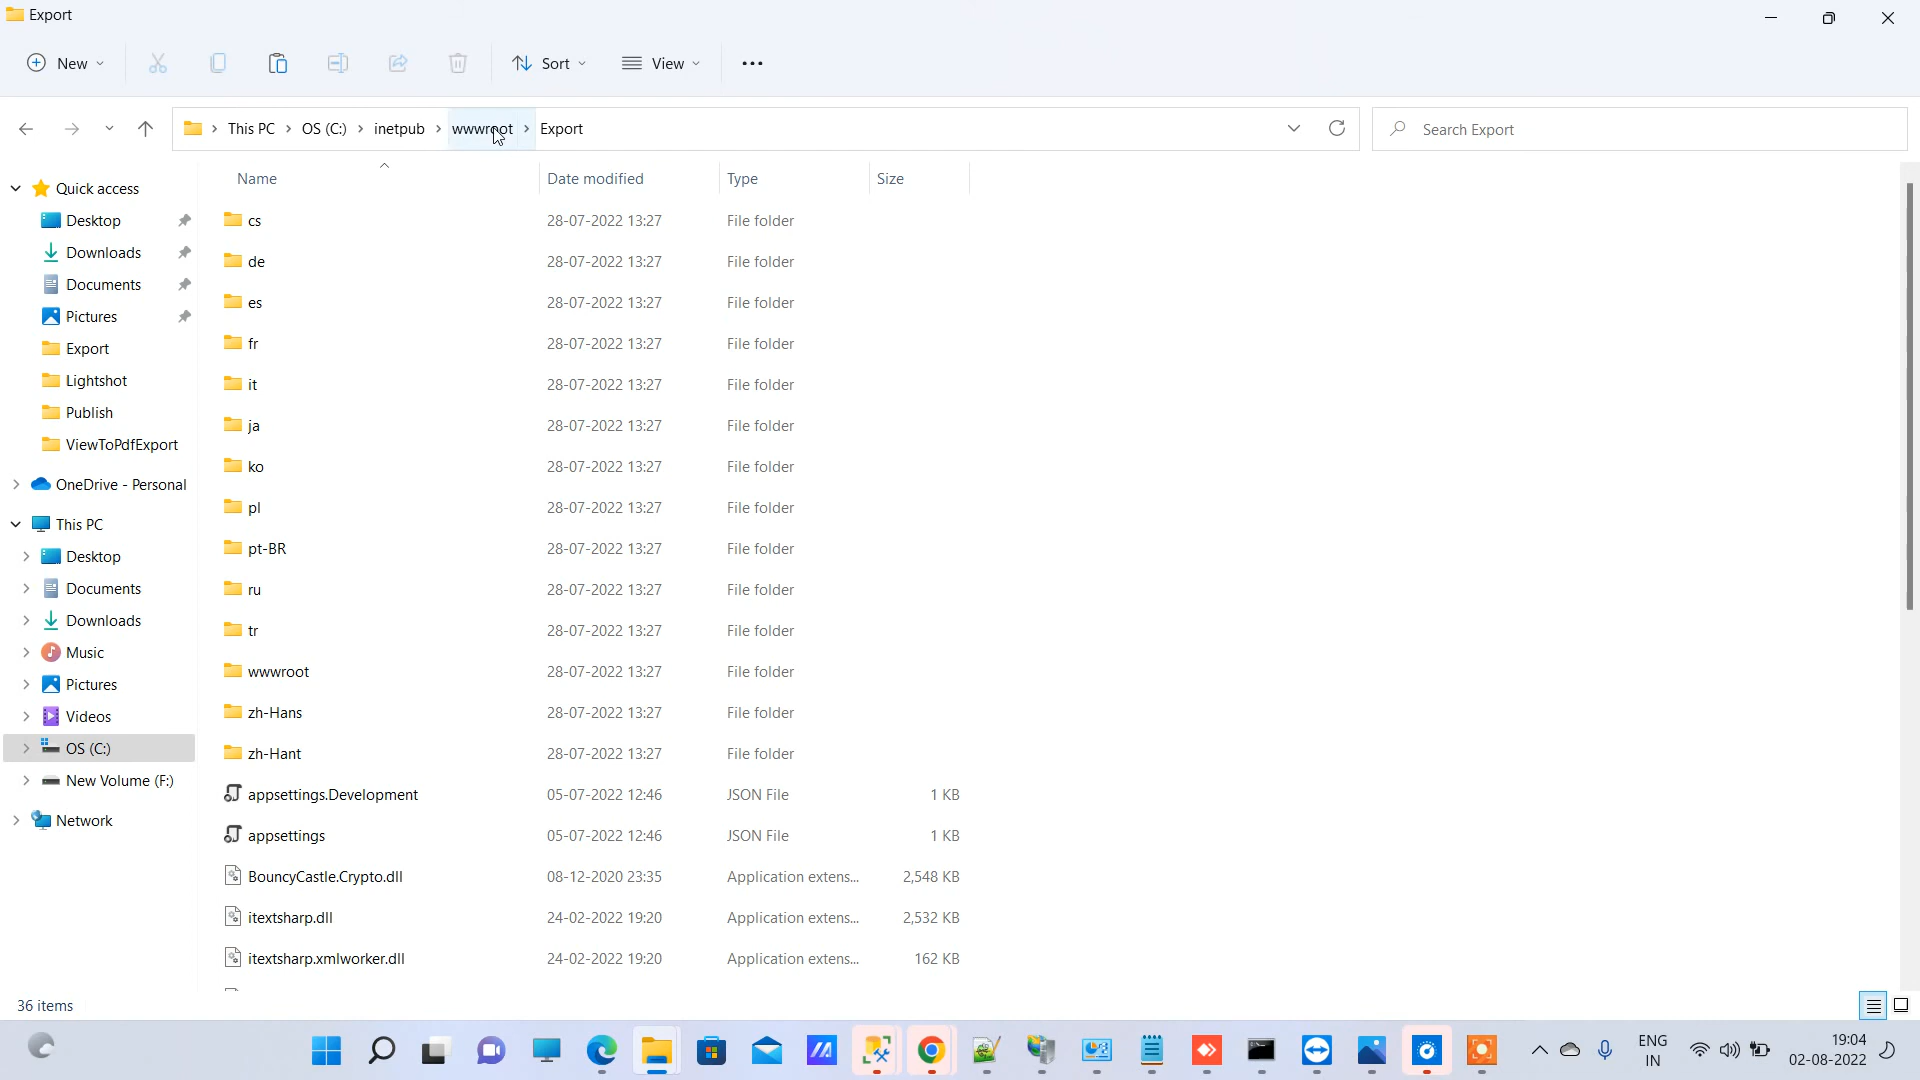 Export
New
Sort
View
This PC
OS (C:)
inetpub
wwwroot
Export
Search Export
Quick access
Desktop
Downloads
Documents
Pictures
Export
Lightshot
Publish
ViewToPdfExport
OneDrive - Personal
This PC
Desktop
Documents
Downloads
Music
Pictures
Videos
OS (C:)
New Volume (F:)
Network
Name Date modified Type Size
cs 28-07-2022 13:27 File folder
de 28-07-2022 13:27 File folder
es 28-07-2022 13:27 File folder
fr 28-07-2022 13:27 File folder
it 28-07-2022 13:27 File folder
ja 28-07-2022 13:27 File folder
ko 28-07-2022 13:27 File folder
pl 28-07-2022 13:27 File folder
pt-BR 28-07-2022 13:27 File folder
ru 28-07-2022 13:27 File folder
tr 28-07-2022 13:27 File folder
wwwroot 28-07-2022 13:27 File folder
zh-Hans 28-07-2022 13:27 File folder
zh-Hant 28-07-2022 13:27 File folder
appsettings.Development 05-07-2022 12:46 JSON File 1 KB
appsettings 05-07-2022 12:46 JSON File 1 KB
BouncyCastle.Crypto.dll 08-12-2020 23:35 Application extens... 2,548 KB
itextsharp.dll 24-02-2022 19:20 Application extens... 2,532 KB
itextsharp.xmlworker.dll 24-02-2022 19:20 Application extens... 162 KB
36 items
ENG
IN
19:04
02-08-2022